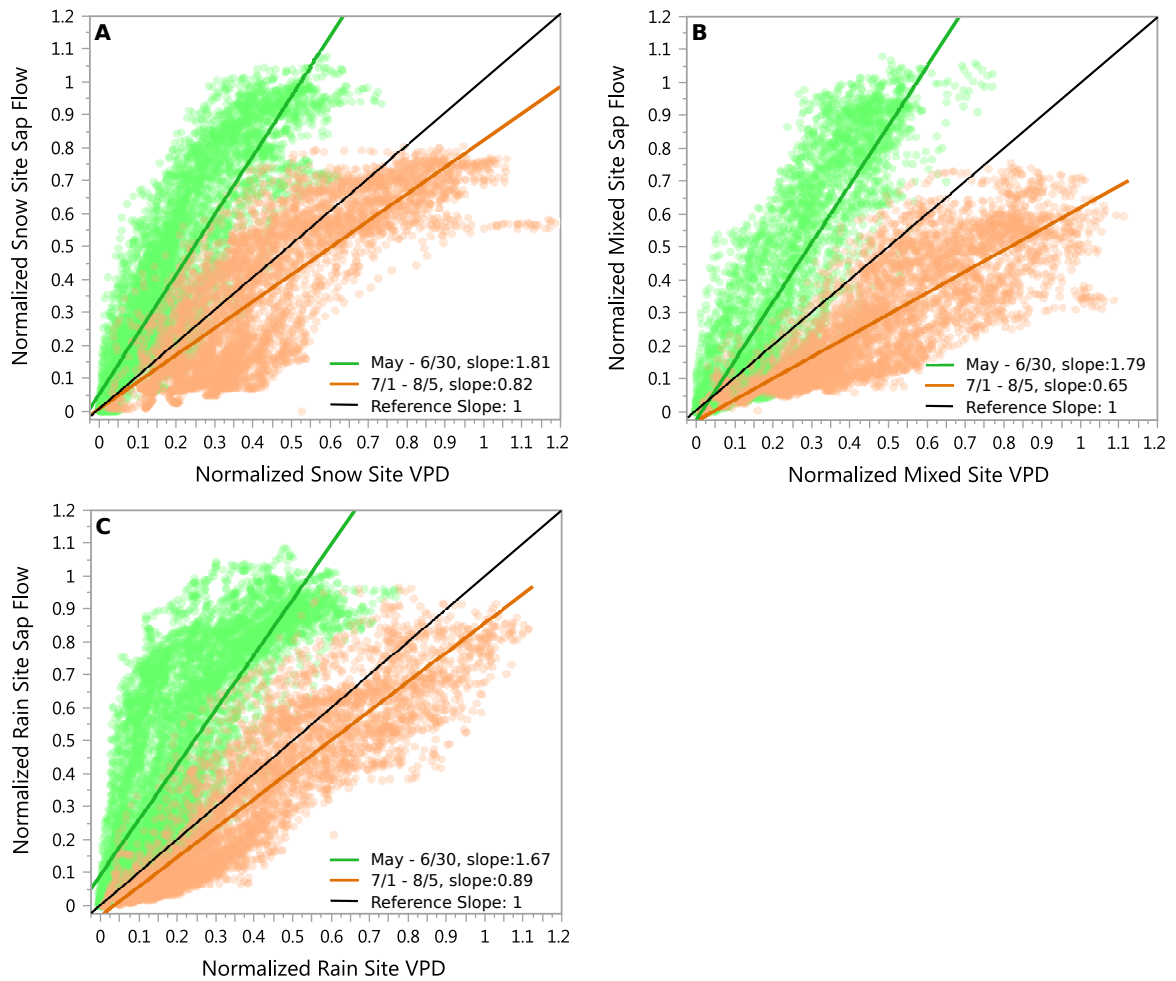 A
1.2
1.1
1
0.9
0.8
0.7
0.6
0.5
0.4
0.3
0.2
0.1
0
Normalized Snow Site Sap Flow
May - 6/30, slope:1.81
7/1 - 8/5, slope:0.82
Reference Slope: 1
0 0.1 0.2 0.3 0.4 0.5 0.6 0.7 0.8 0.9 1 1.1 1.2
Normalized Snow Site VPD
B
1.2
1.1
1
0.9
0.8
0.7
0.6
0.5
0.4
0.3
0.2
0.1
0
Normalized Mixed Site Sap Flow
May - 6/30, slope:1.79
7/1 - 8/5, slope:0.65
Reference Slope: 1
0 0.1 0.2 0.3 0.4 0.5 0.6 0.7 0.8 0.9 1 1.1 1.2
Normalized Mixed Site VPD
C
1.2
1.1
1
0.9
0.8
0.7
0.6
0.5
0.4
0.3
0.2
0.1
0
Normalized Rain Site Sap Flow
May - 6/30, slope:1.67
7/1 - 8/5, slope:0.89
Reference Slope: 1
0 0.1 0.2 0.3 0.4 0.5 0.6 0.7 0.8 0.9 1 1.1 1.2
Normalized Rain Site VPD